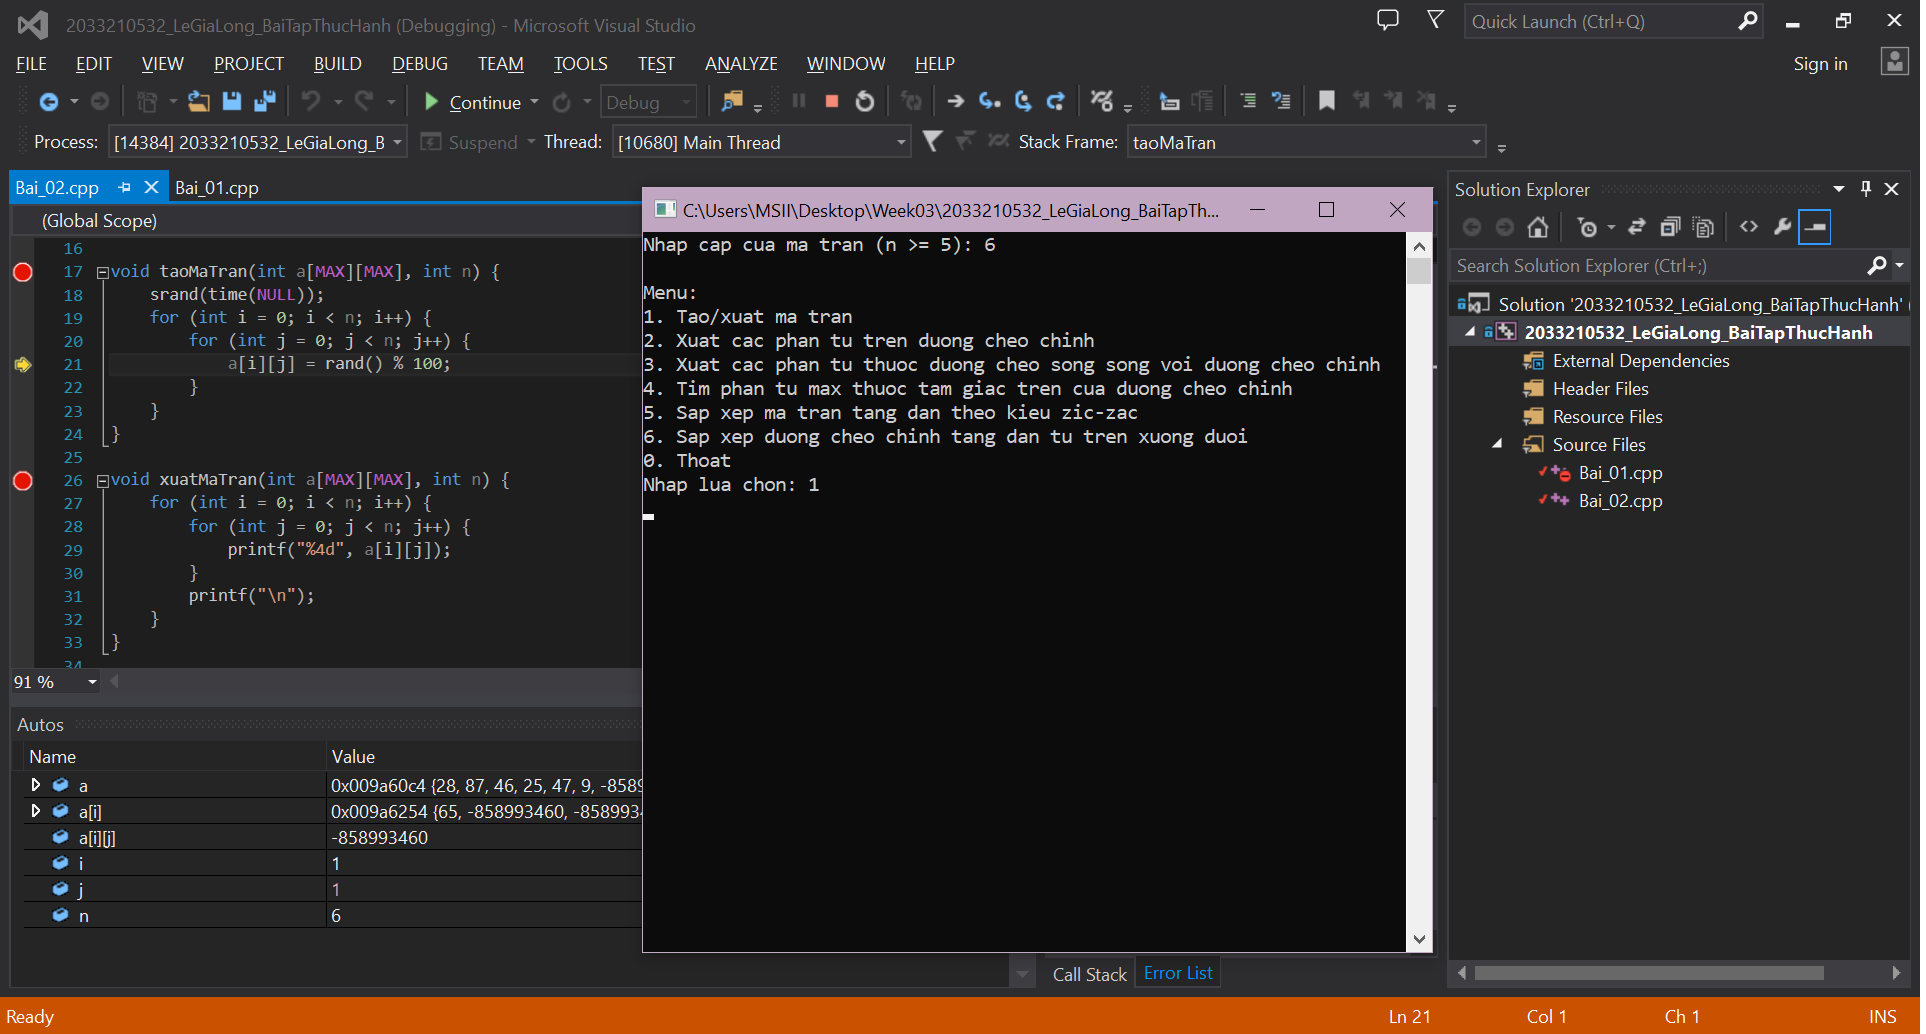 2033210532_LeGiaLong_BaiTapThucHanh (Debugging) - Microsoft Visual Studio
Quick Launch (Ctrl+Q)
FILE EDIT VIEW PROJECT BUILD DEBUG TEAM TOOLS TEST ANALYZE WINDOW HELP
Sign in
Continue Debug
Process: [14384] 2033210532_LeGiaLong_B Suspend Thread: [10680] Main Thread Stack Frame: taoMaTran
Bai_02.cpp Bai_01.cpp
(Global Scope)
16
17 void taoMaTran(int a[MAX][MAX], int n) {
18 srand(time(NULL));
19 for (int i = 0; i < n; i++) {
20 for (int j = 0; j < n; j++) {
21 a[i][j] = rand() % 100;
22 }
23 }
24 }
25
26 void xuatMaTran(int a[MAX][MAX], int n) {
27 for (int i = 0; i < n; i++) {
28 for (int j = 0; j < n; j++) {
29 printf("%4d", a[i][j]);
30 }
31 printf("\n");
32 }
33 }
34
91 %
Autos
Name Value
a 0x009a60c4 {28, 87, 46, 25, 47, 9, -8589
a[i] 0x009a6254 {65, -858993460, -8589934
a[i][j] -858993460
i 1
j 1
n 6
C:\Users\MSII\Desktop\Week03\2033210532_LeGiaLong_BaiTapTh...
Nhap cap cua ma tran (n >= 5): 6
Menu:
1. Tao/xuat ma tran
2. Xuat cac phan tu tren duong cheo chinh
3. Xuat cac phan tu thuoc duong cheo song song voi duong cheo chinh
4. Tim phan tu max thuoc tam giac tren cua duong cheo chinh
5. Sap xep ma tran tang dan theo kieu zic-zac
6. Sap xep duong cheo chinh tang dan tu tren xuong duoi
0. Thoat
Nhap lua chon: 1
Call Stack Error List
Solution Explorer
Search Solution Explorer (Ctrl+;)
Solution '2033210532_LeGiaLong_BaiTapThucHanh' (
2033210532_LeGiaLong_BaiTapThucHanh
External Dependencies
Header Files
Resource Files
Source Files
Bai_01.cpp
Bai_02.cpp
Ready Ln 21 Col 1 Ch 1 INS